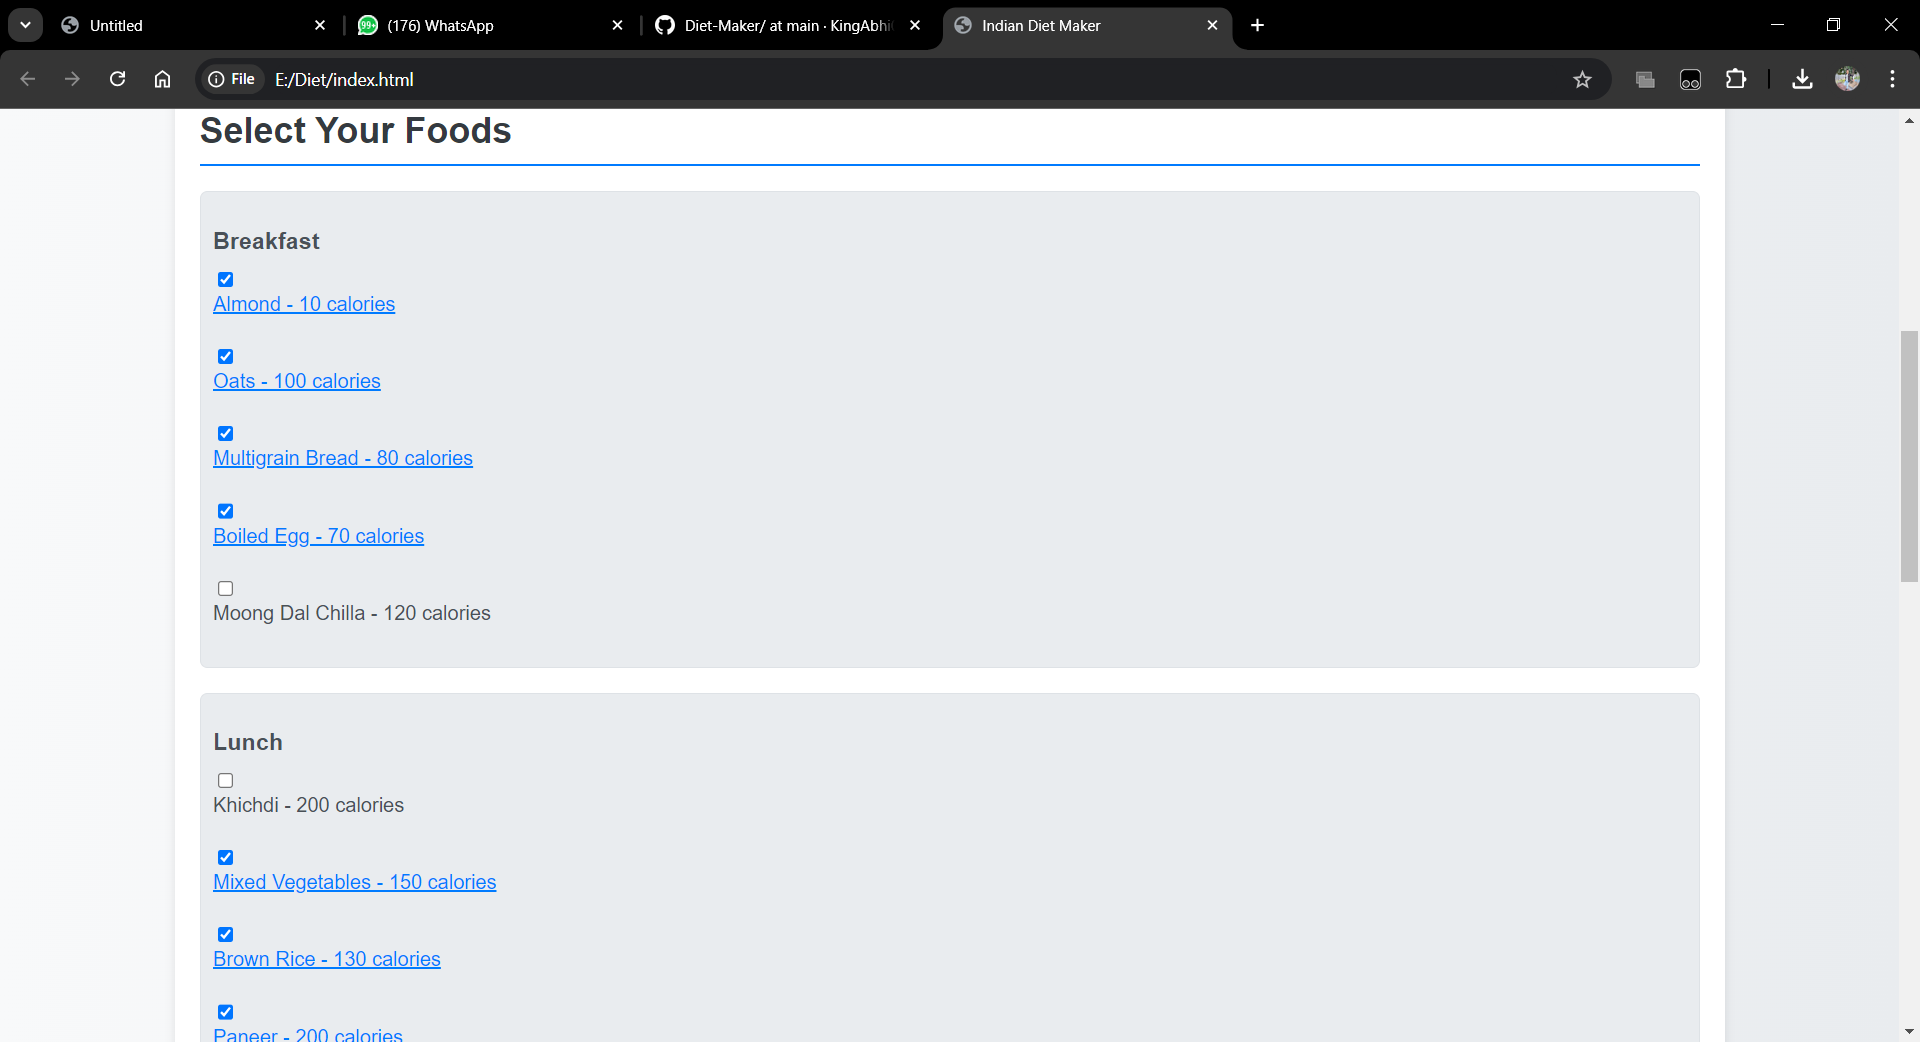 Untitled
99+
(176) WhatsApp
Diet-Maker/ at main · KingAbhi
Indian Diet Maker
File
E:/Diet/index.html
Select Your Foods
Breakfast
Almond - 10 calories
Oats - 100 calories
Multigrain Bread - 80 calories
Boiled Egg - 70 calories
Moong Dal Chilla - 120 calories
Lunch
Khichdi - 200 calories
Mixed Vegetables - 150 calories
Brown Rice - 130 calories
Paneer - 200 calories